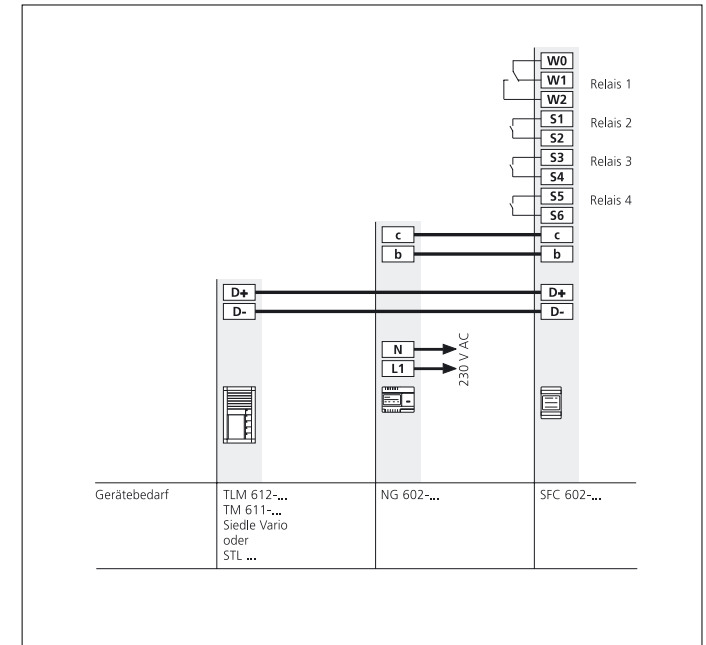 W0
W1
Relais 1
W2
S1
Relais 2
S2
S3
Relais 3
S4
S5
Relais 4
S6
c
c
b
b
D+
D+
D-
D-
N
L1
230 V AC
Gerätebedarf
TLM 612-...
TM 611-...
Siedle Vario
oder
STL ...
NG 602-...
SFC 602-...